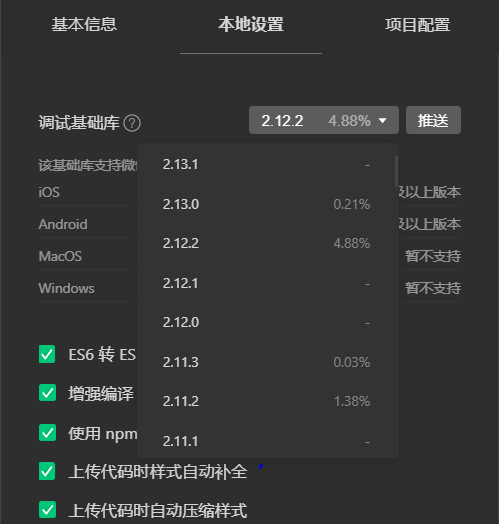 基本信息 本地设置 项目配置
调试基础库 ? 2.12.2 4.88% 推送
该基础库支持微
2.13.1 -
iOS 及以上版本
2.13.0 0.21%
Android 及以上版本
2.12.2 4.88%
MacOS 暂不支持
2.12.1 -
Windows 暂不支持
2.12.0 -
ES6 转 ES
2.11.3 0.03%
增强编译
2.11.2 1.38%
使用 npm
2.11.1 -
上传代码时样式自动补全
上传代码时自动压缩样式